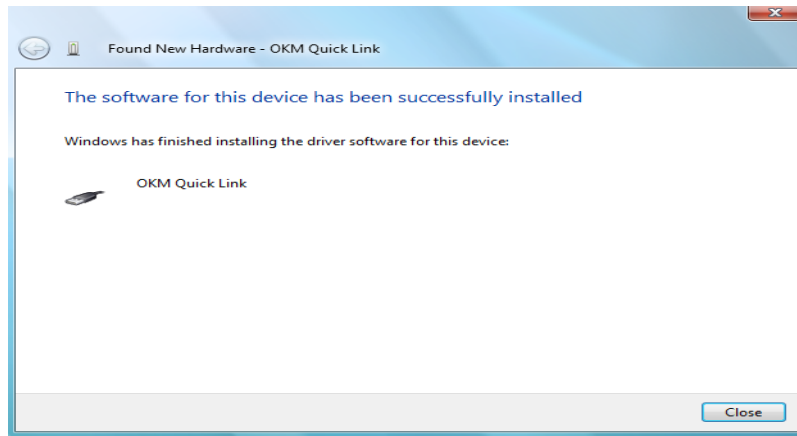 Found New Hardware - OKM Quick Link
The software for this device has been successfully installed
Windows has finished installing the driver software for this device:
OKM Quick Link
Close